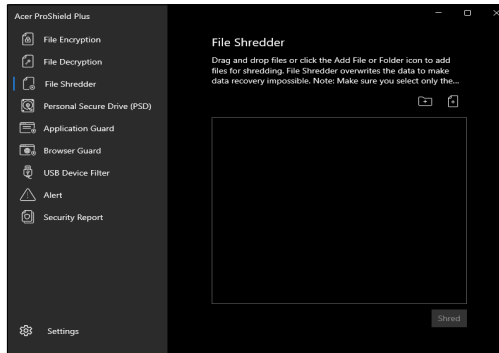 Acer ProShield Plus
File Encryption
File Decryption
File Shredder
Personal Secure Drive (PSD)
Application Guard
Browser Guard
USB Device Filter
Alert
Security Report
Settings
File Shredder
Drag and drop files or click the Add File or Folder icon to add
files for shredding. File Shredder overwrites the data to make
data recovery impossible. Note: Make sure you select only the...
Shred